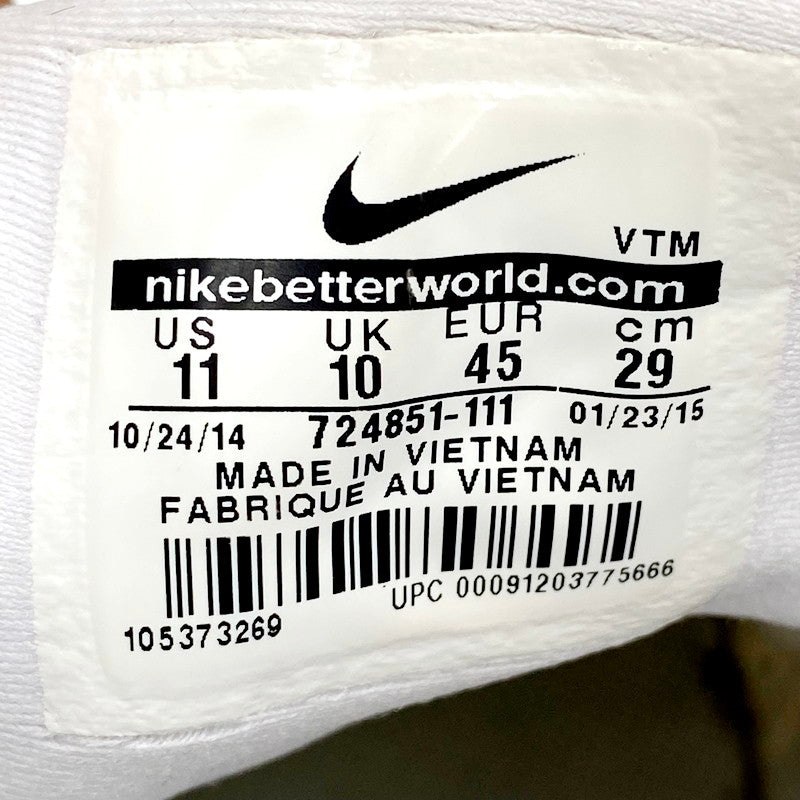 VTM
nikebetterworld.com
US UK EUR cm
11 10 45 29
10/24/14 724851-111 01/23/15
MADE IN VIETNAM
FABRIQUE AU VIETNAM
UPC 00091203775666
105373269